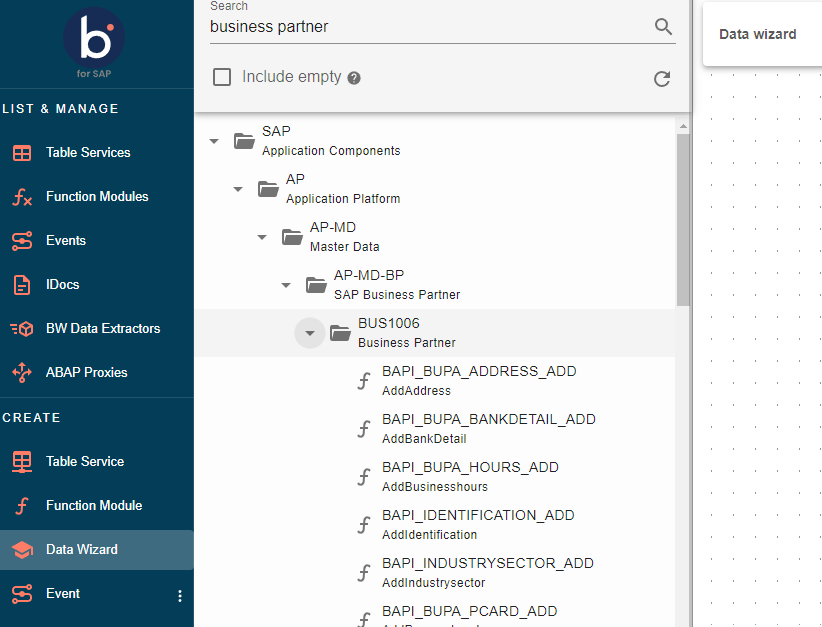 b
for SAP
LIST & MANAGE
Table Services
Function Modules
Events
IDocs
BW Data Extractors
ABAP Proxies
CREATE
Table Service
Function Module
Data Wizard
Event
Search
business partner
Include empty ?
SAP
Application Components
AP
Application Platform
AP-MD
Master Data
AP-MD-BP
SAP Business Partner
BUS1006
Business Partner
BAPI_BUPA_ADDRESS_ADD
AddAddress
BAPI_BUPA_BANKDETAIL_ADD
AddBankDetail
BAPI_BUPA_HOURS_ADD
AddBusinesshours
BAPI_IDENTIFICATION_ADD
AddIdentification
BAPI_INDUSTRYSECTOR_ADD
AddIndustrysector
BAPI_BUPA_PCARD_ADD
Data wizard